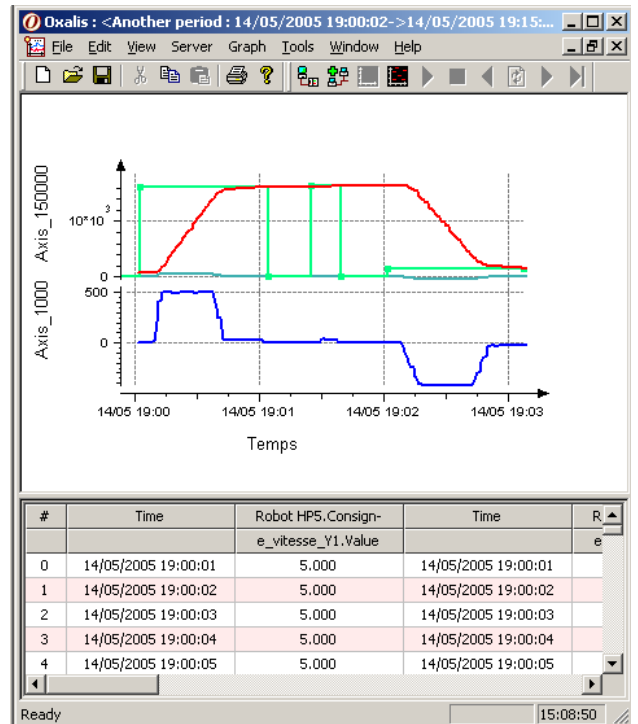 Oxalis : <Another period : 14/05/2005 19:00:02->14/05/2005 19:15:...
File Edit View Server Graph Tools Window Help
Axis_150000
10*10³
0
Axis_1000
500
0
14/05 19:00 14/05 19:01 14/05 19:02 14/05 19:03
Temps
# Time Robot HP5.Consign- Time R
e_vitesse_Y1.Value e
0 14/05/2005 19:00:01 5.000 14/05/2005 19:00:01
1 14/05/2005 19:00:02 5.000 14/05/2005 19:00:02
2 14/05/2005 19:00:03 5.000 14/05/2005 19:00:03
3 14/05/2005 19:00:04 5.000 14/05/2005 19:00:04
4 14/05/2005 19:00:05 5.000 14/05/2005 19:00:05
Ready 15:08:50